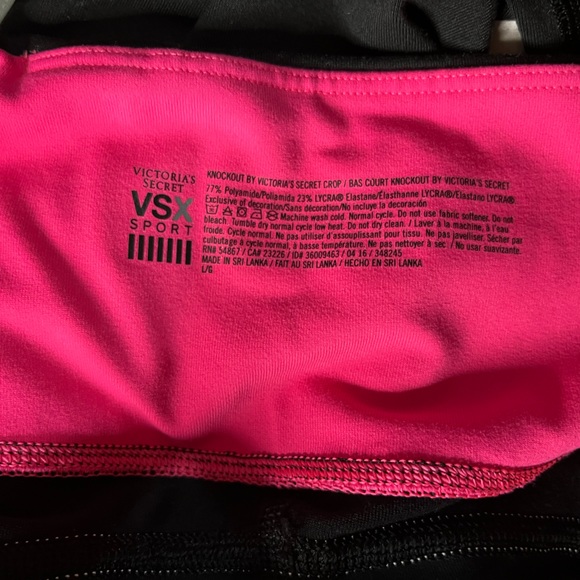 VICTORIA'S
SECRET
VSX
SPORT
KNOCKOUT BY VICTORIA'S SECRET CROP / BAS COURT KNOCKOUT BY VICTORIA'S SECRET
77% Polyamide/Poliamida 23% LYCRA® Elastane/Élasthanne LYCRA®/Elastano LYCRA®
Exclusive of decoration/Sans décoration/No incluye la decoración
Machine wash cold. Normal cycle. Do not use fabric softener. Do not
bleach. Tumble dry normal cycle low heat. Do not dry clean. / Laver à la machine, à l'eau
froide. Cycle normal. Ne pas utiliser d'assouplissant pour tissu. Ne pas javelliser. Sécher par
culbutage à cycle normal, à basse température. Ne pas nettoyer à sec / No usar suavizante.
RN# 54867 / CA# 23226 / ID# 36009463 / 04 16 / 348245
MADE IN SRI LANKA / FAIT AU SRI LANKA / HECHO EN SRI LANKA
L/G